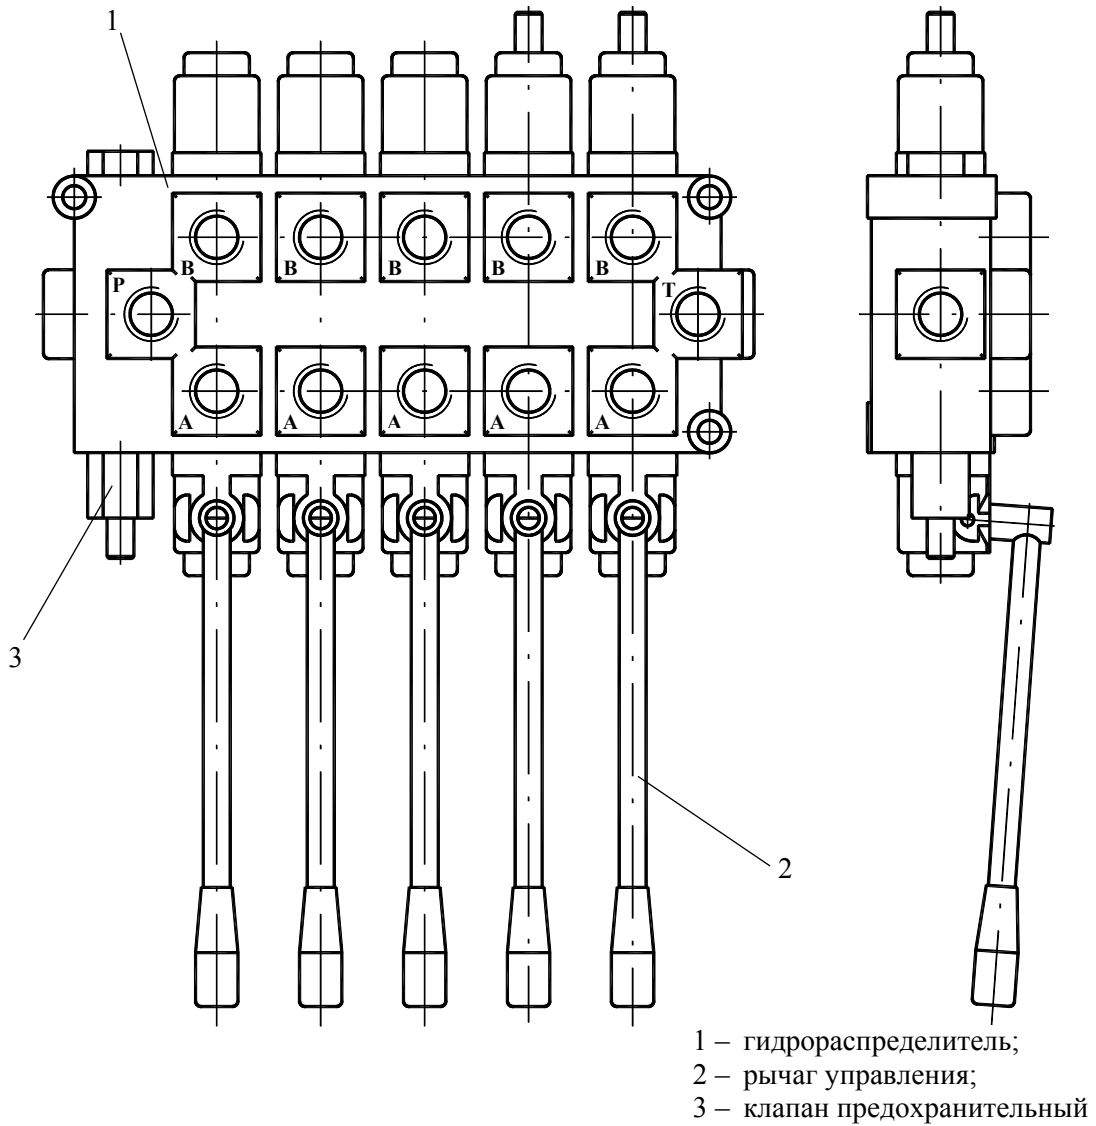 1
B B B B B
P T
A A A A A
3
2
1 – гидрораспределитель;
2 – рычаг управления;
3 – клапан предохранительный